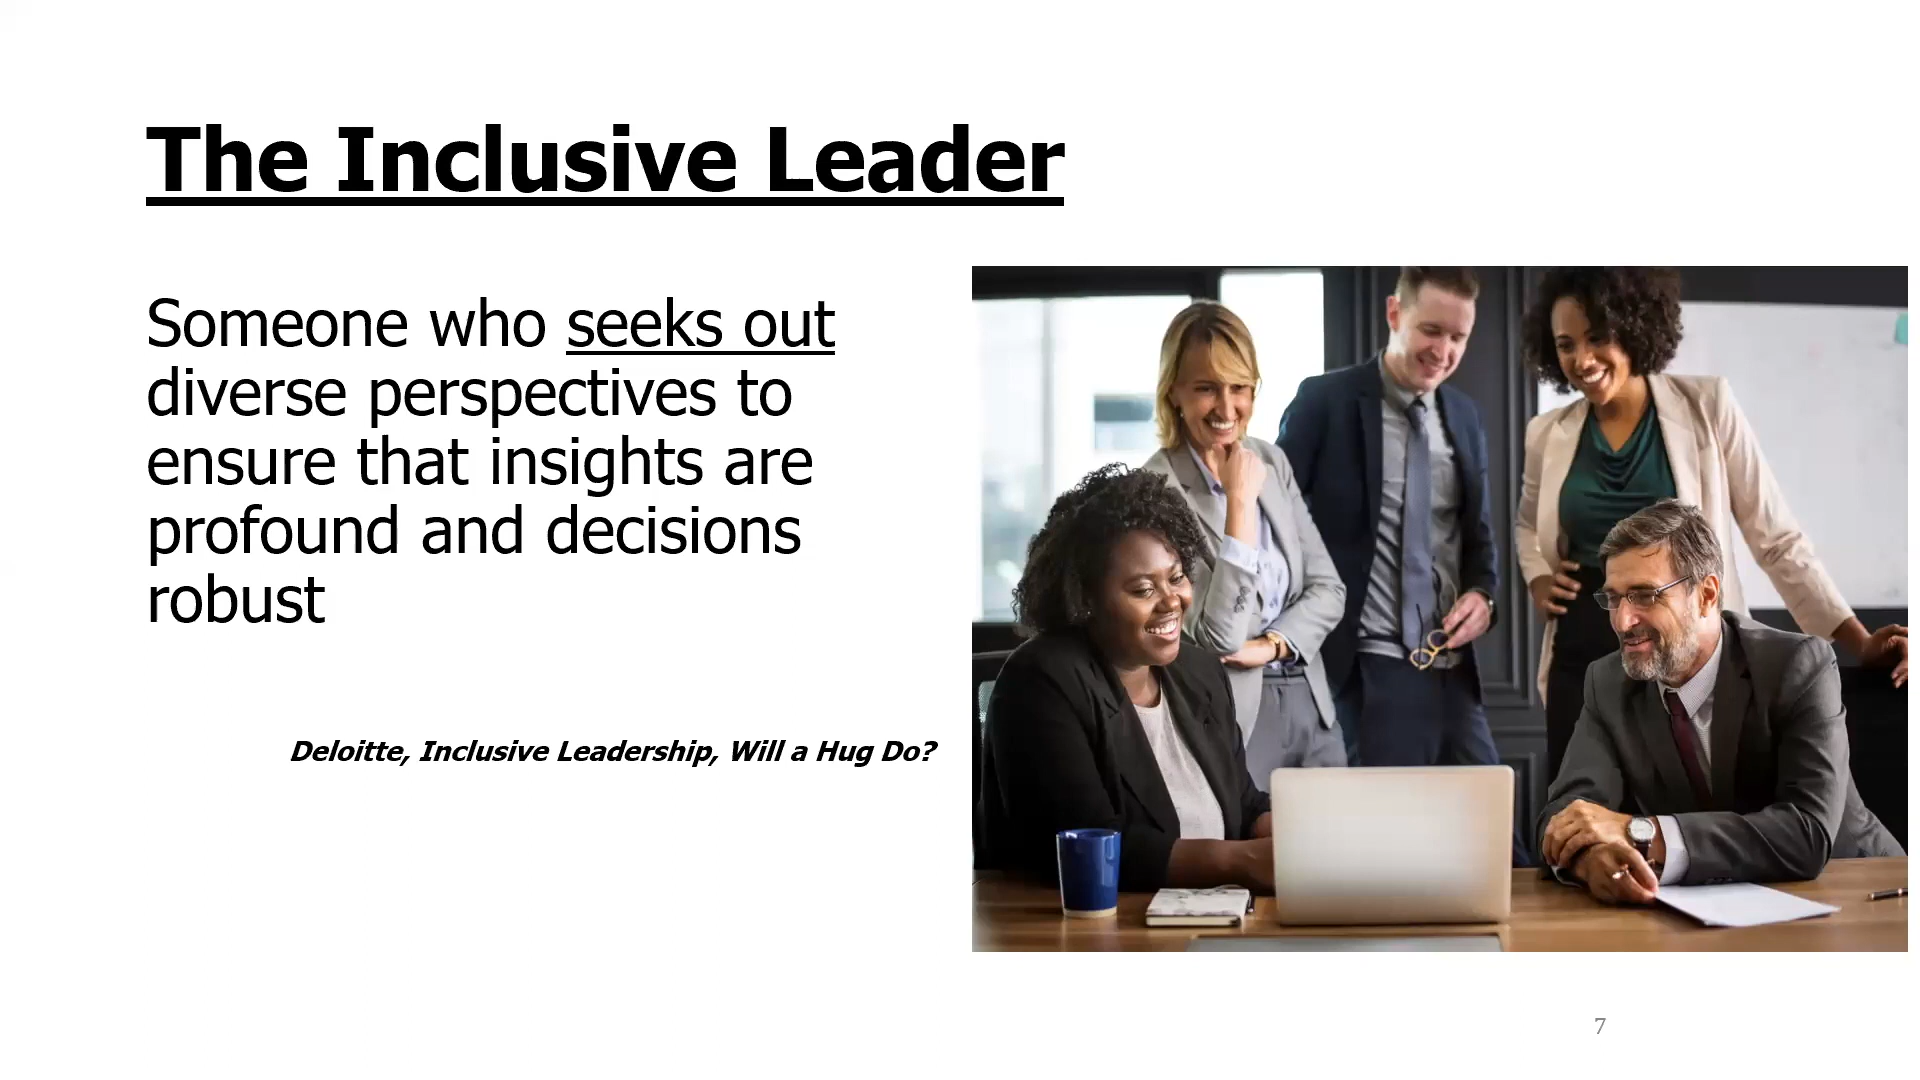 The Inclusive Leader
Someone who seeks out
diverse perspectives to
ensure that insights are
profound and decisions
robust
Deloitte, Inclusive Leadership, Will a Hug Do?
7